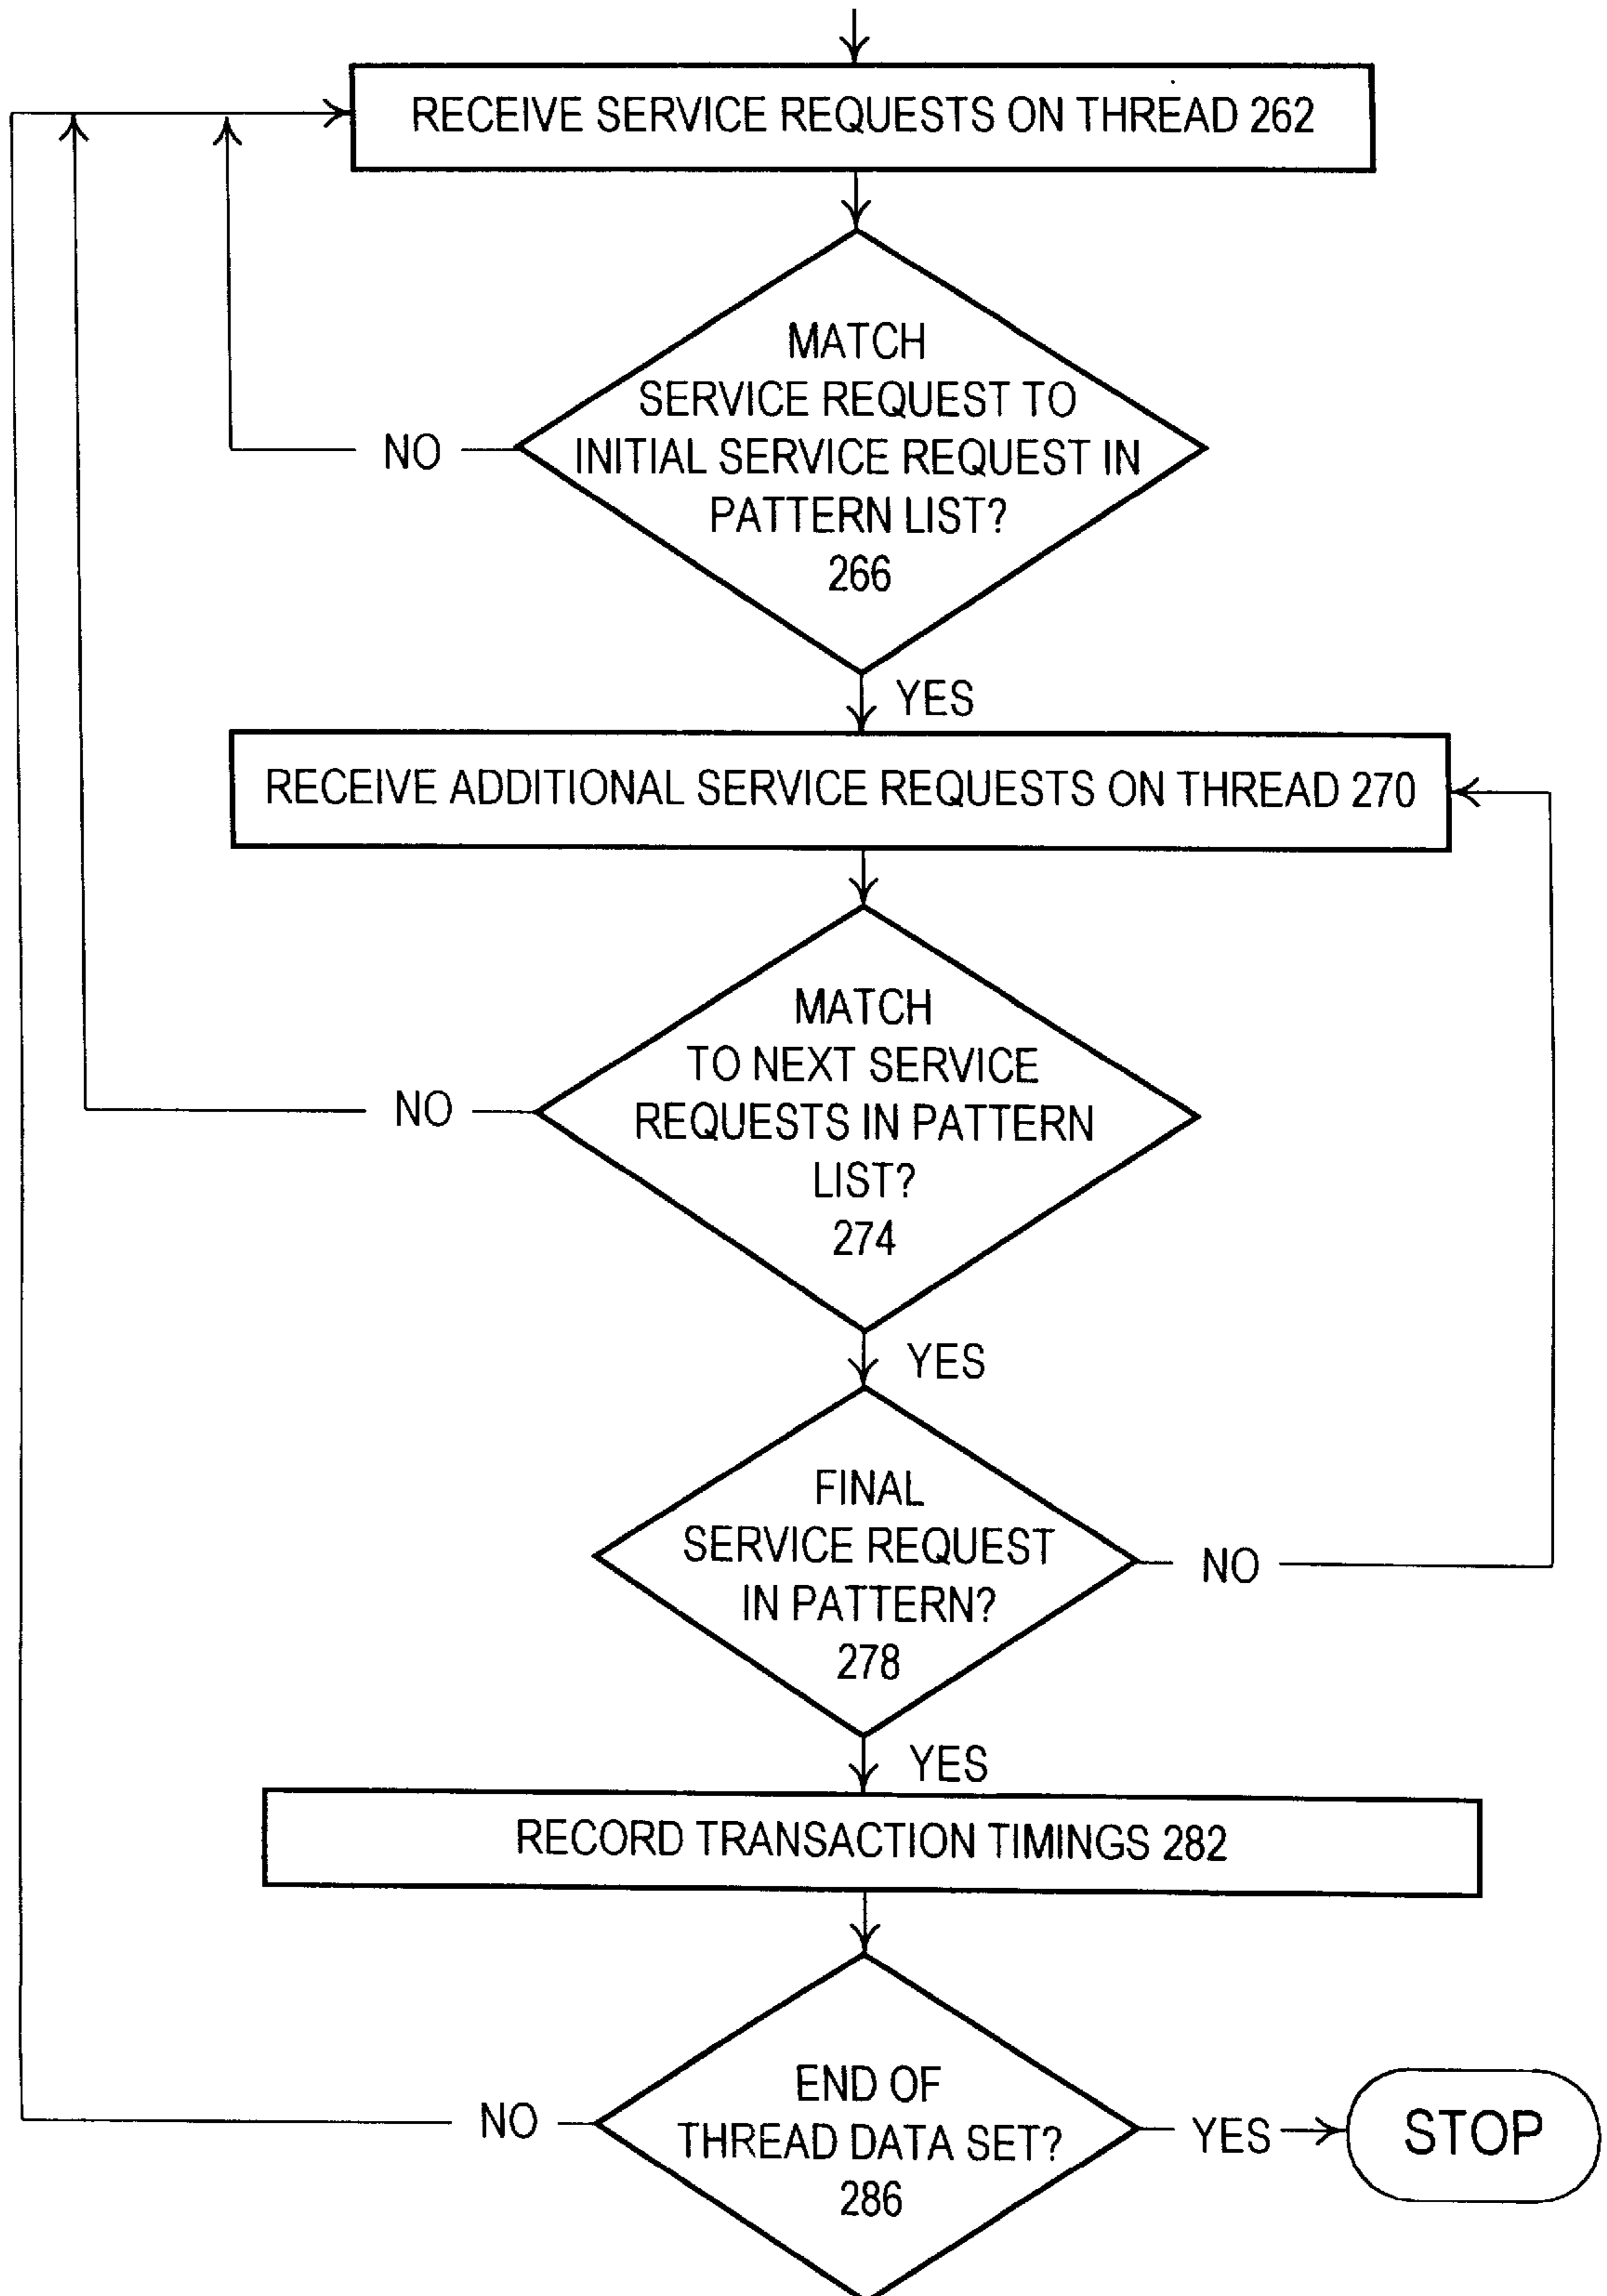 RECEIVE SERVICE REQUESTS ON THREAD 262
MATCH
SERVICE REQUEST TO
INITIAL SERVICE REQUEST IN
PATTERN LIST?
266
NO
YES
RECEIVE ADDITIONAL SERVICE REQUESTS ON THREAD 270
MATCH
TO NEXT SERVICE
REQUESTS IN PATTERN
LIST?
274
NO
YES
FINAL
SERVICE REQUEST
IN PATTERN?
278
NO
YES
RECORD TRANSACTION TIMINGS 282
END OF
THREAD DATA SET?
286
NO
YES
STOP